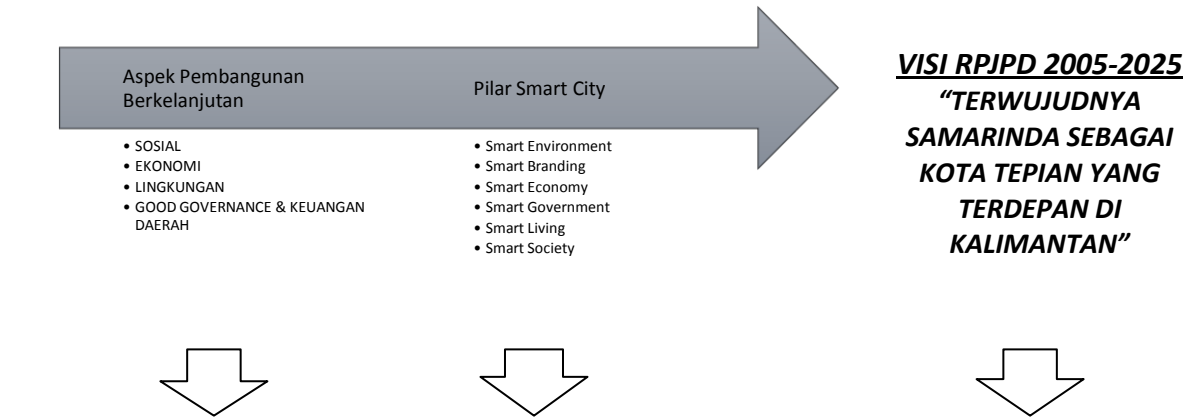 Aspek Pembangunan
Berkelanjutan
• SOSIAL
• EKONOMI
• LINGKUNGAN
• GOOD GOVERNANCE & KEUANGAN
DAERAH
Pilar Smart City
• Smart Environment
• Smart Branding
• Smart Economy
• Smart Government
• Smart Living
• Smart Society
VISI RPJPD 2005-2025
“TERWUJUDNYA
SAMARINDA SEBAGAI
KOTA TEPIAN YANG
TERDEPAN DI
KALIMANTAN”